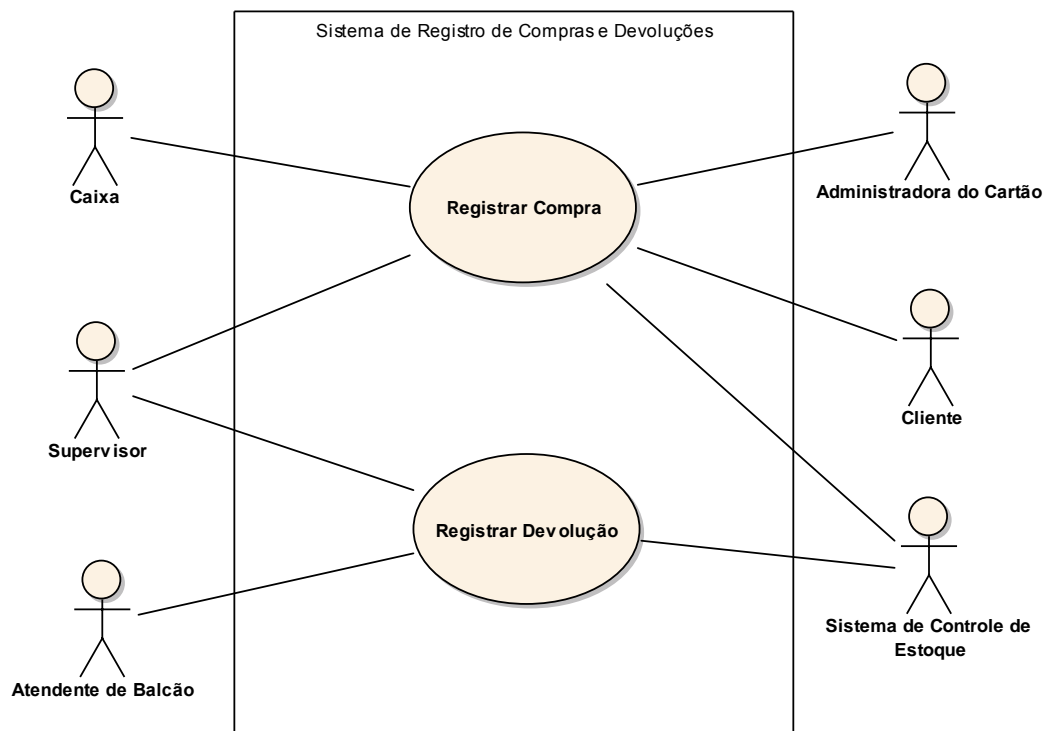 Sistema de Registro de Compras e Devoluções
Caixa
Registrar Compra
Administradora do Cartão
Supervisor
Cliente
Registrar Devolução
Atendente de Balcão
Sistema de Controle de
Estoque